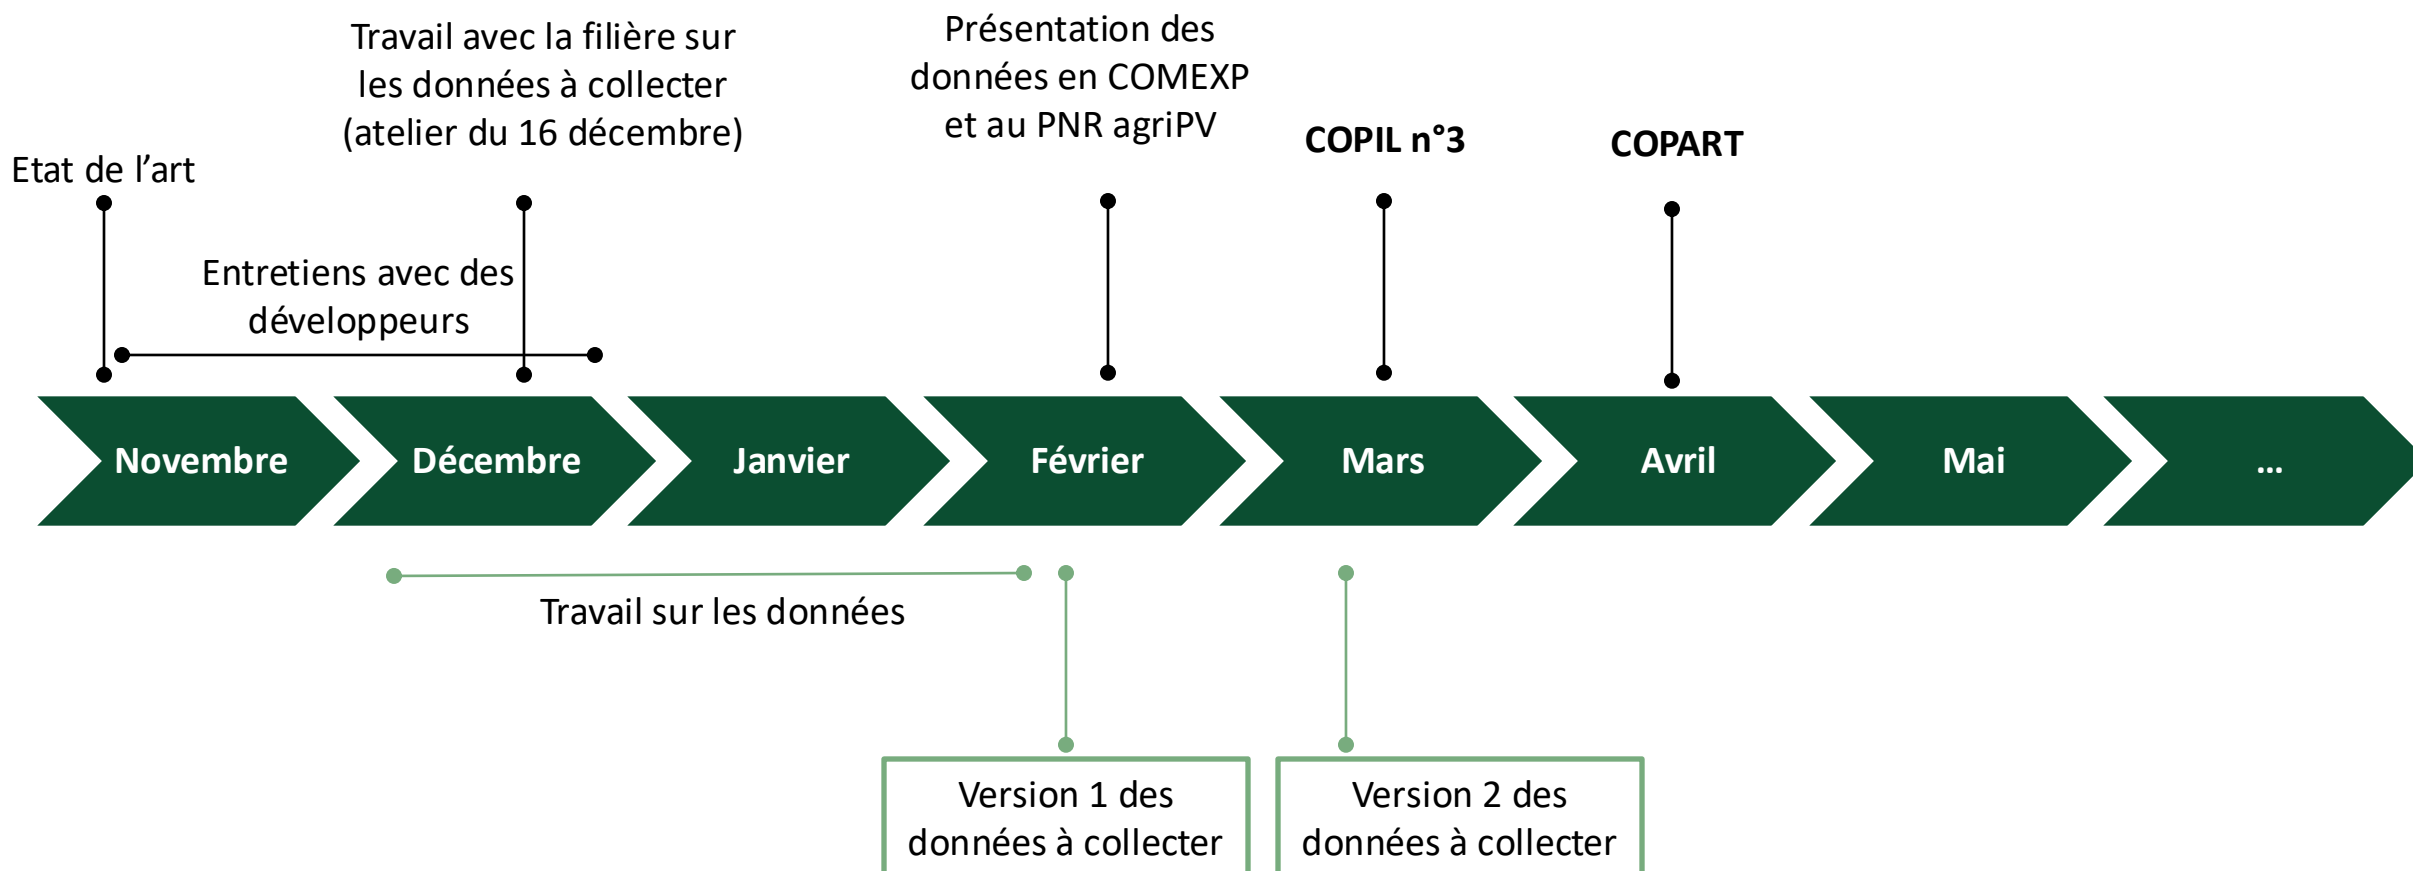 Etat de l’art
Travail avec la filière sur
les données à collecter
(atelier du 16 décembre)
Entretiens avec des
développeurs
Présentation des
données en COMEXP
et au PNR agriPV
COPIL n°3
COPART
Novembre
Décembre
Janvier
Février
Mars
Avril
Mai
...
Travail sur les données
Version 1 des
données à collecter
Version 2 des
données à collecter